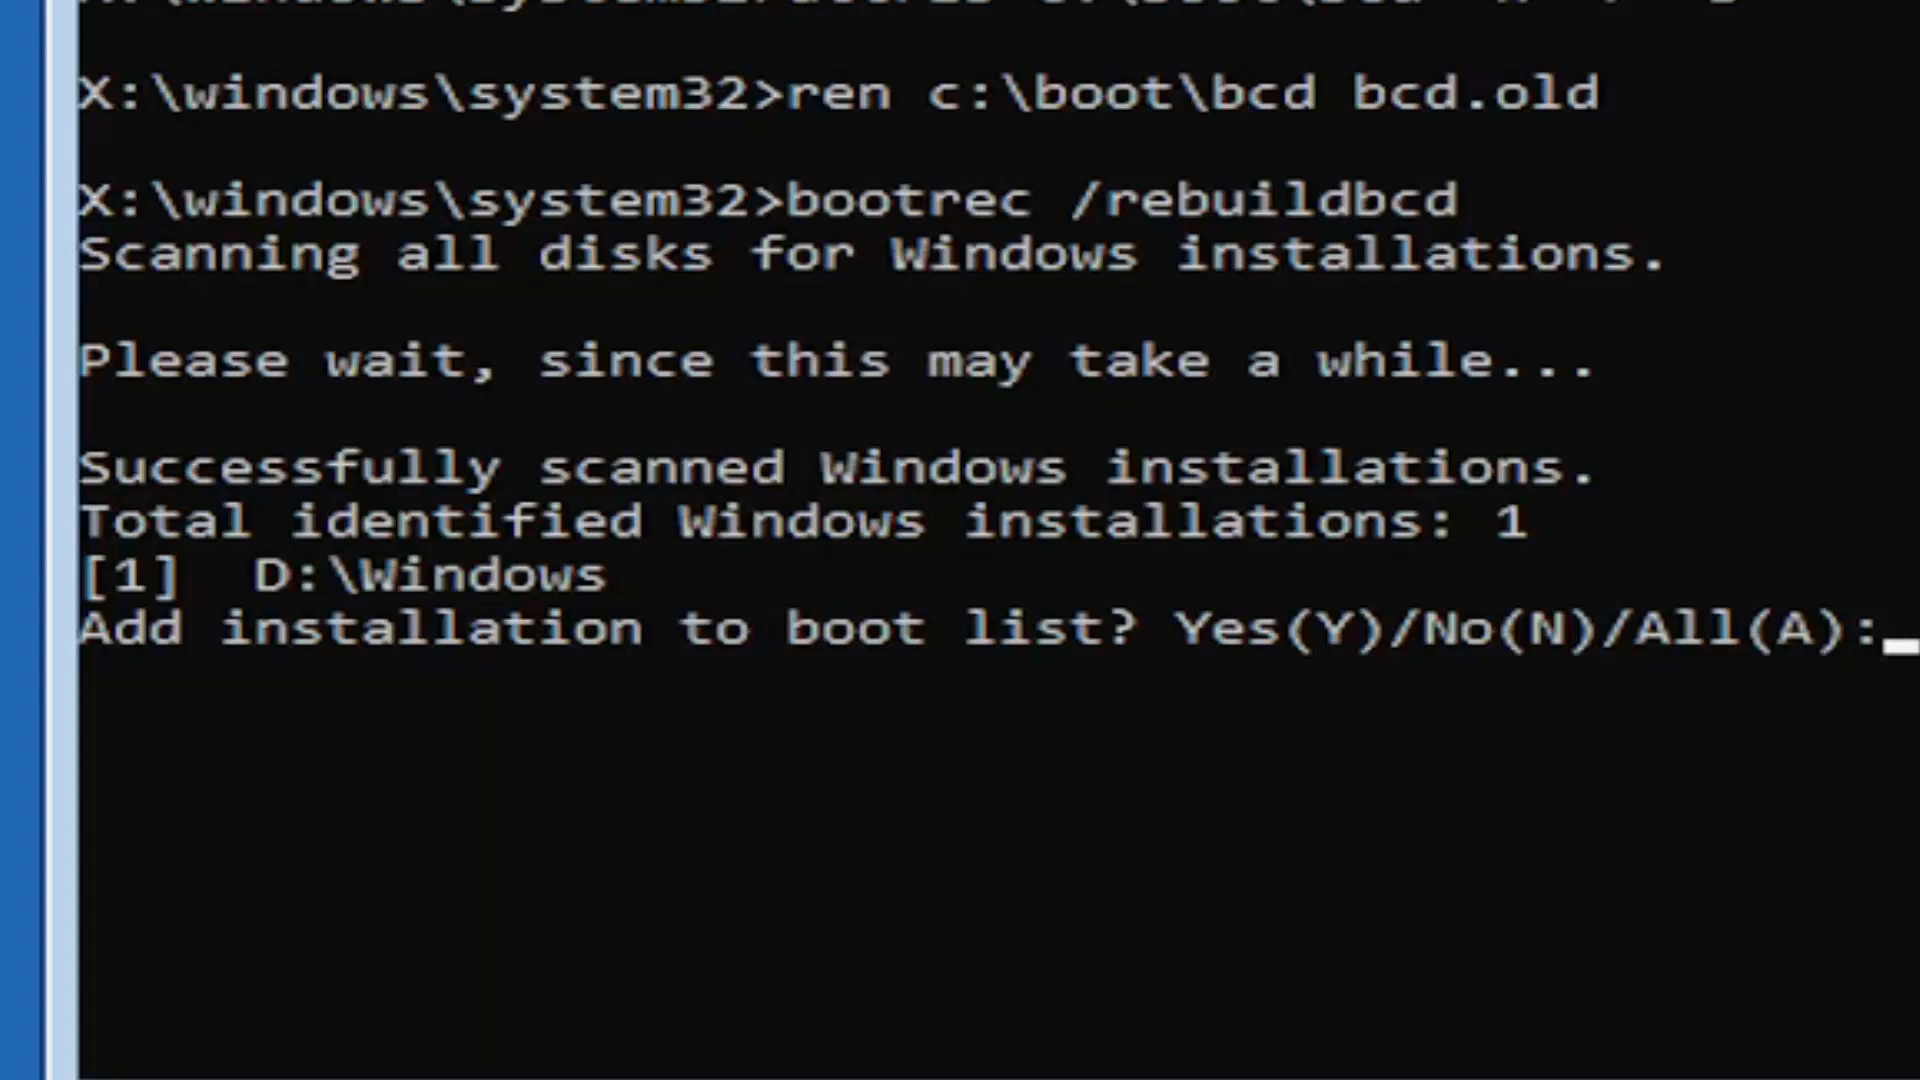 X:\windows\system32>ren c:\boot\bcd bcd.old
X:\windows\system32>bootrec /rebuildbcd
Scanning all disks for Windows installations.
Please wait, since this may take a while...
Successfully scanned Windows installations.
Total identified Windows installations: 1
[1]  D:\Windows
Add installation to boot list? Yes(Y)/No(N)/All(A):